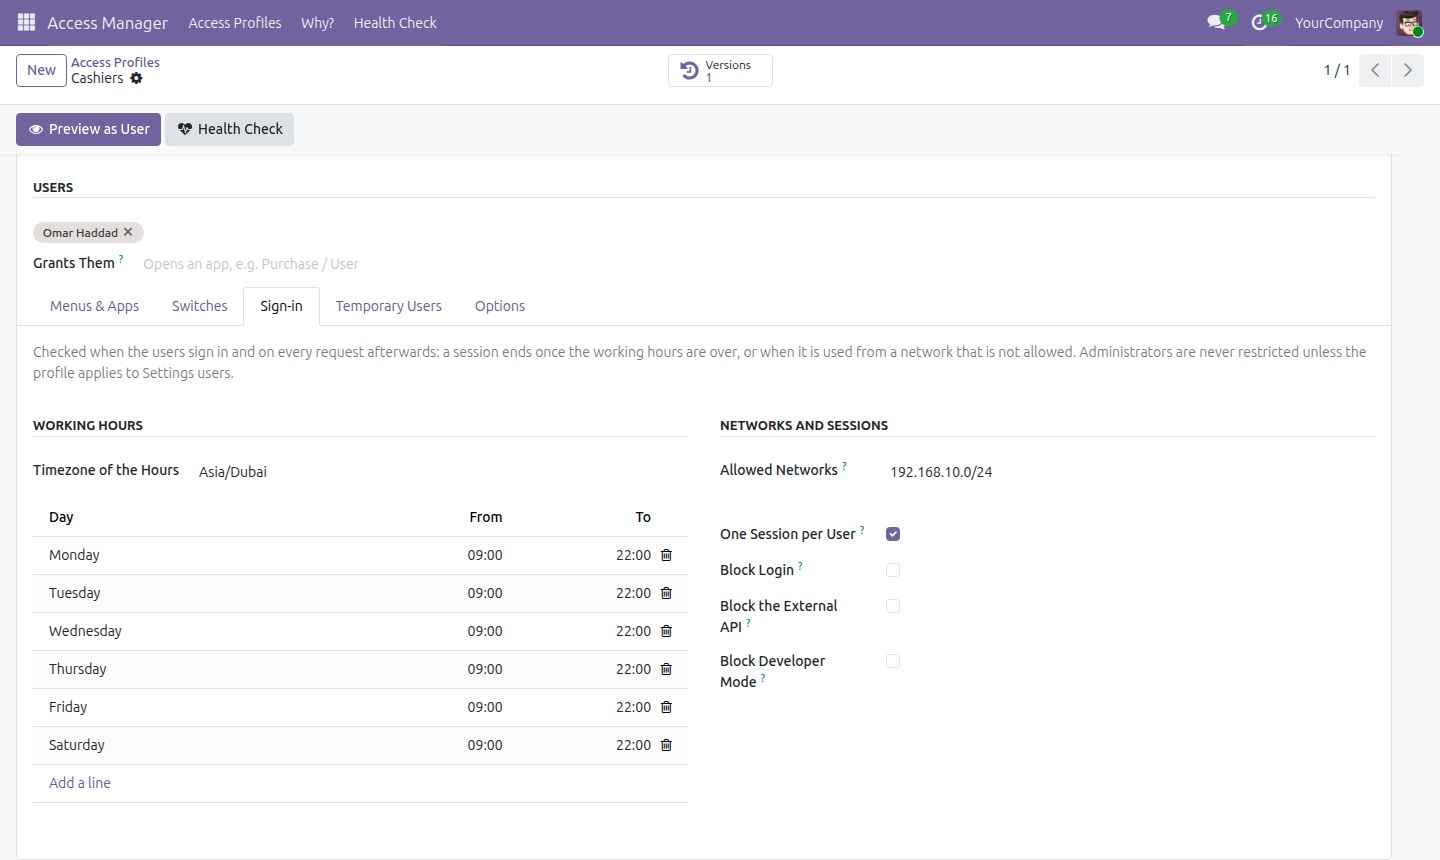 Access Manager Access Profiles Why? Health Check 7 16 YourCompany
New Access Profiles
Cashiers
Versions
1
1 / 1
Preview as User Health Check
USERS
Omar Haddad
Grants Them ? Opens an app, e.g. Purchase / User
Menus & Apps Switches Sign-in Temporary Users Options
Checked when the users sign in and on every request afterwards: a session ends once the working hours are over, or when it is used from a network that is not allowed. Administrators are never restricted unless the
profile applies to Settings users.
WORKING HOURS
Timezone of the Hours Asia/Dubai
Day From To
Monday 09:00 22:00
Tuesday 09:00 22:00
Wednesday 09:00 22:00
Thursday 09:00 22:00
Friday 09:00 22:00
Saturday 09:00 22:00
Add a line
NETWORKS AND SESSIONS
Allowed Networks ? 192.168.10.0/24
One Session per User ?
Block Login ?
Block the External
API ?
Block Developer
Mode ?